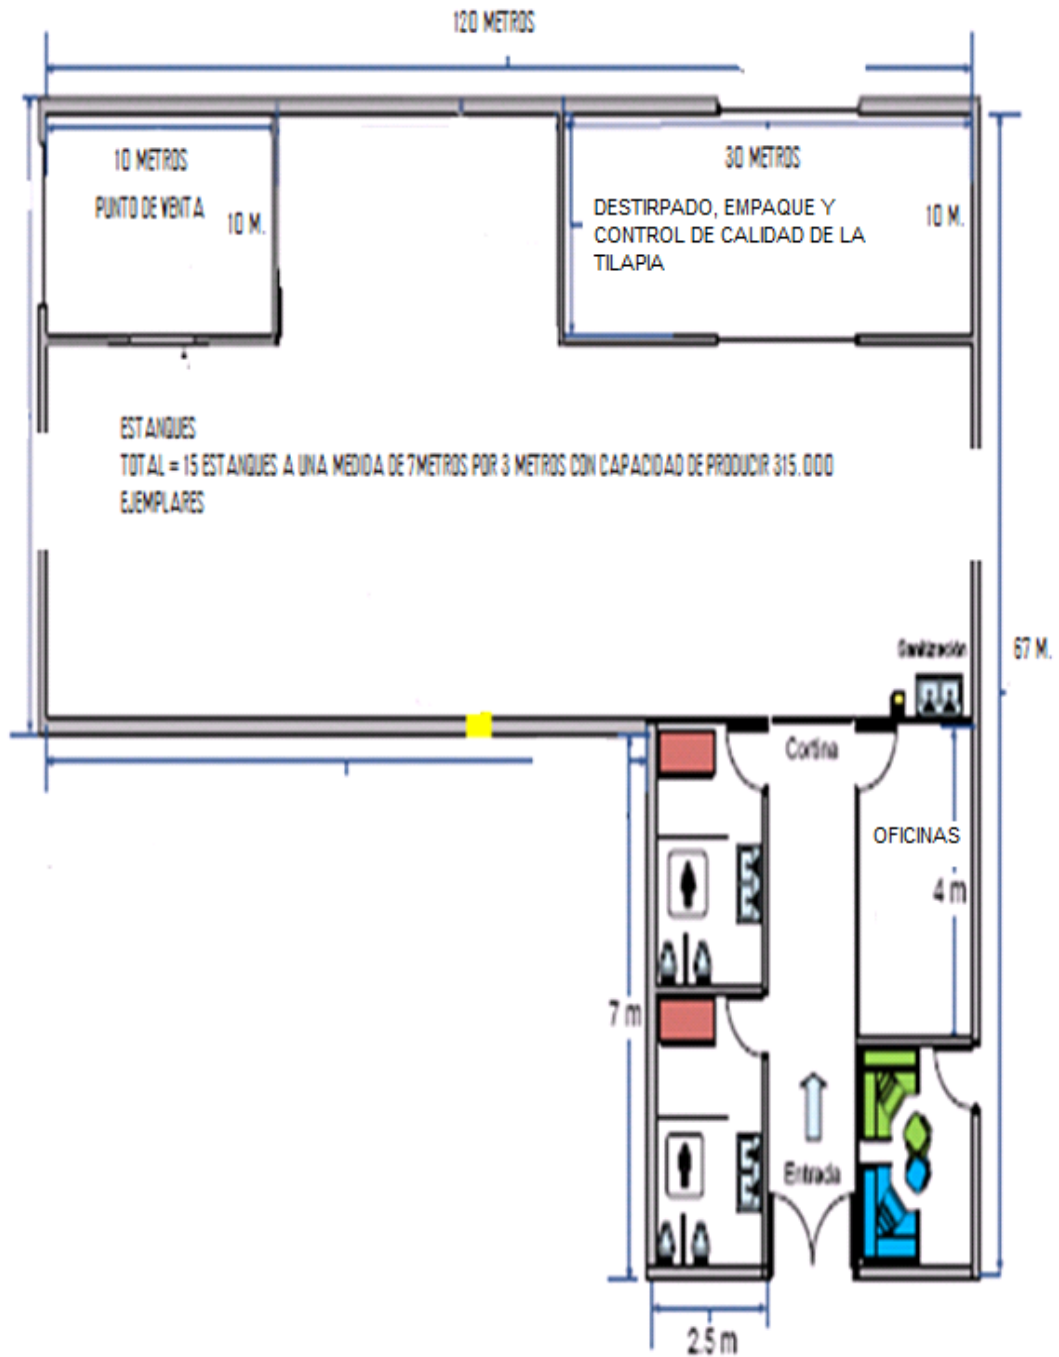 120 METROS
10 METROS
PUNTO DE VENTA
10 M.
30 METROS
DESTIRPADO, EMPAQUE Y
CONTROL DE CALIDAD DE LA
TILAPIA
10 M.
ESTANQUES
TOTAL = 15 ESTANQUES A UNA MEDIDA DE 7METROS POR 3 METROS CON CAPACIDAD DE PRODUCIR 315.000
EJEMPLARES
Sanitización
67 M.
Cortina
OFICINAS
4 m
7 m
Entrada
2.5 m